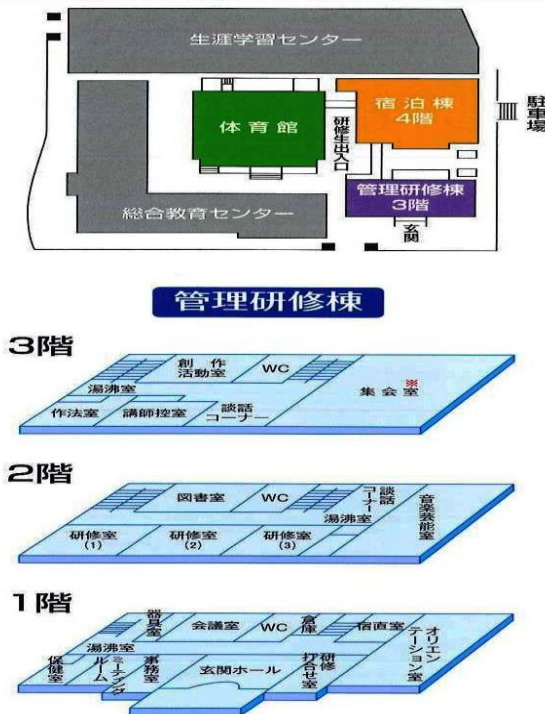 生涯学習センター
体育館
宿泊棟
4階
駐車場
研修生出入口
管理研修棟
3階
総合教育センター
玄関
管理研修棟
3階
創作
活動室
WC
湯沸室
集会室
※
作法室
講師控室
談話
コーナー
2階
図書室
WC
談話
コーナー
音楽芸能室
湯沸室
研修室
(1)
研修室
(2)
研修室
(3)
1階
器具室
会議室
WC
倉庫
宿直室
オリエン
テーション室
湯沸室
保健室
ミーティング
ルーム
事務室
玄関ホール
研修
打合せ室